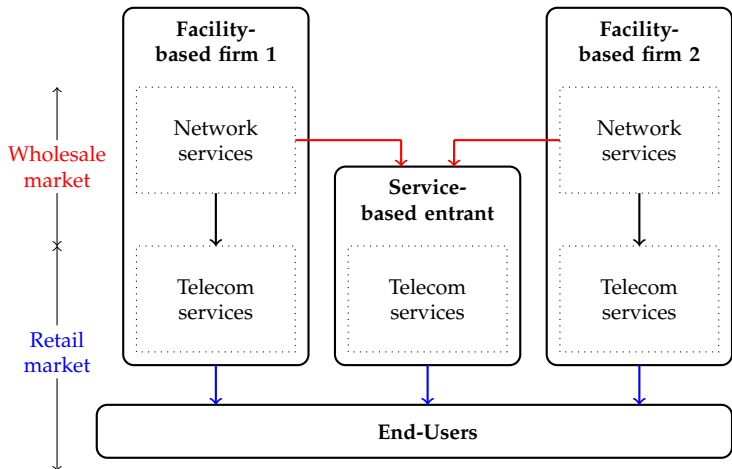 Facility-
based firm 1
Facility-
based firm 2
Network
services
Network
services
Wholesale
market
Service-
based entrant
Telecom
services
Telecom
services
Telecom
services
Retail
market
End-Users